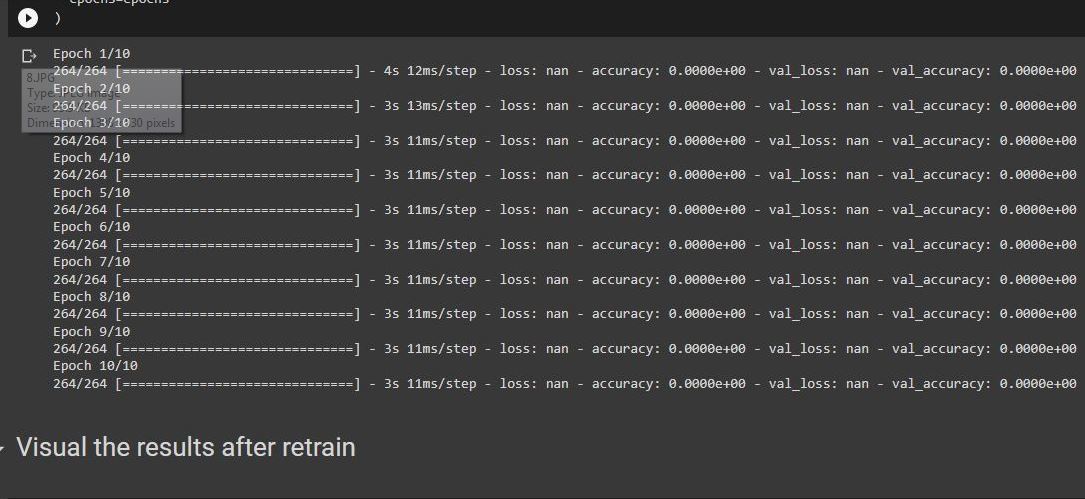 epochs=epochs
)
Epoch 1/10
264/264 [==============================] - 4s 12ms/step - loss: nan - accuracy: 0.0000e+00 - val_loss: nan - val_accuracy: 0.0000e+00
8.JPG
Epoch 2/10
264/264 [==============================] - 3s 13ms/step - loss: nan - accuracy: 0.0000e+00 - val_loss: nan - val_accuracy: 0.0000e+00
Size:
Epoch 3/10
30 pixels
264/264 [==============================] - 3s 11ms/step - loss: nan - accuracy: 0.0000e+00 - val_loss: nan - val_accuracy: 0.0000e+00
Epoch 4/10
264/264 [==============================] - 3s 11ms/step - loss: nan - accuracy: 0.0000e+00 - val_loss: nan - val_accuracy: 0.0000e+00
Epoch 5/10
264/264 [==============================] - 3s 11ms/step - loss: nan - accuracy: 0.0000e+00 - val_loss: nan - val_accuracy: 0.0000e+00
Epoch 6/10
264/264 [==============================] - 3s 11ms/step - loss: nan - accuracy: 0.0000e+00 - val_loss: nan - val_accuracy: 0.0000e+00
Epoch 7/10
264/264 [==============================] - 3s 11ms/step - loss: nan - accuracy: 0.0000e+00 - val_loss: nan - val_accuracy: 0.0000e+00
Epoch 8/10
264/264 [==============================] - 3s 11ms/step - loss: nan - accuracy: 0.0000e+00 - val_loss: nan - val_accuracy: 0.0000e+00
Epoch 9/10
264/264 [==============================] - 3s 11ms/step - loss: nan - accuracy: 0.0000e+00 - val_loss: nan - val_accuracy: 0.0000e+00
Epoch 10/10
264/264 [==============================] - 3s 11ms/step - loss: nan - accuracy: 0.0000e+00 - val_loss: nan - val_accuracy: 0.0000e+00
Visual the results after retrain